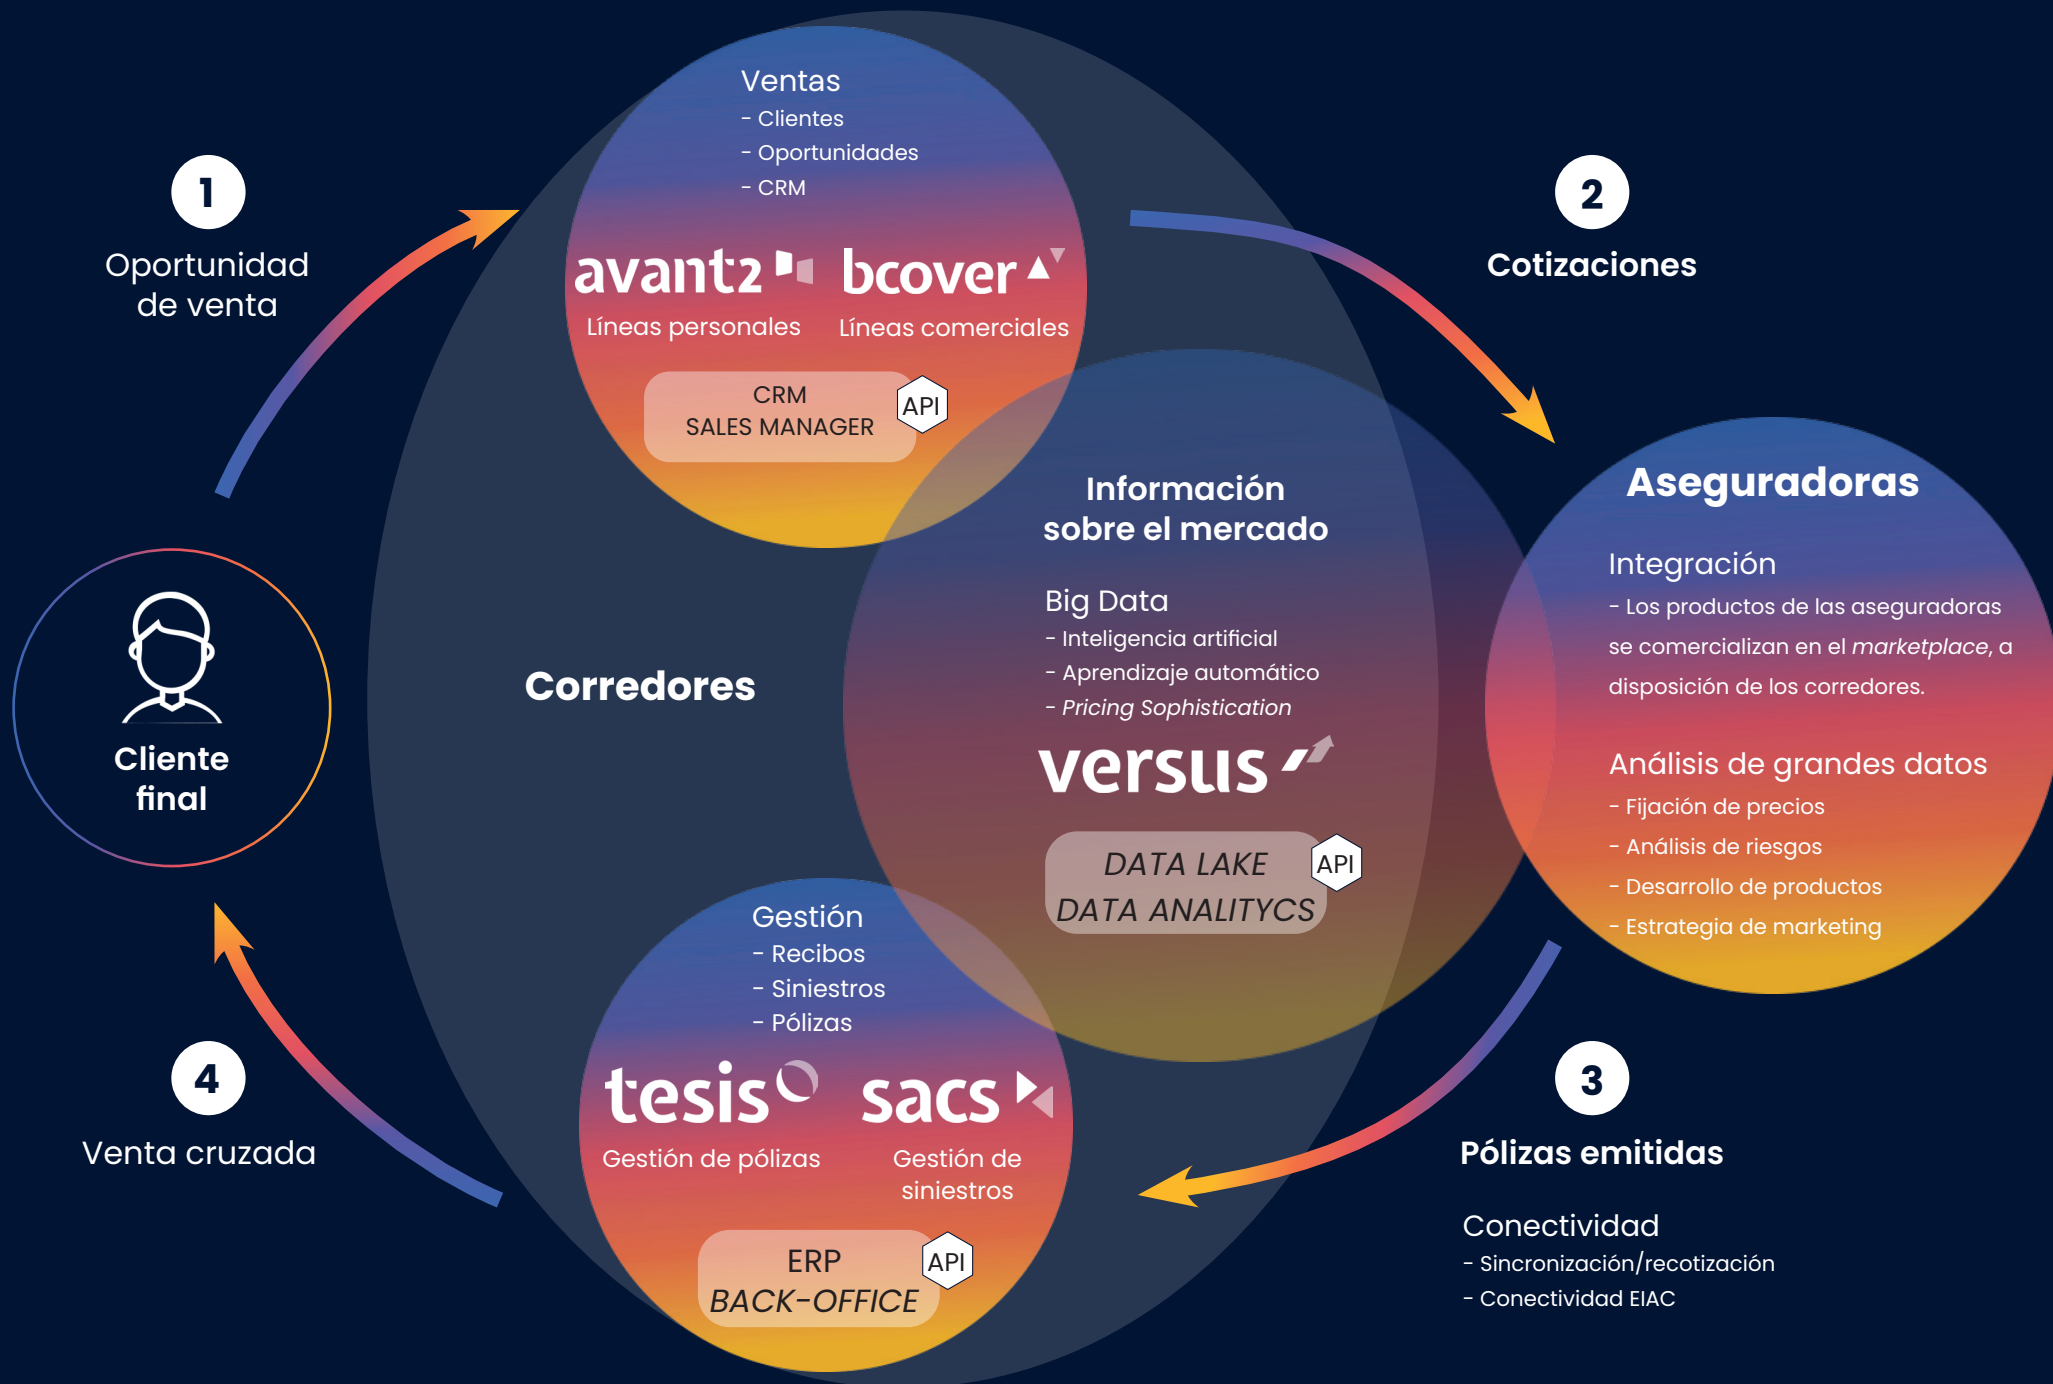 1
Oportunidad
de venta
Ventas
- Clientes
- Oportunidades
- CRM
avant2
Líneas personales
bcover
Líneas comerciales
CRM
SALES MANAGER
API
2
Cotizaciones
Aseguradoras
Integración
- Los productos de las aseguradoras
se comercializan en el marketplace, a
disposición de los corredores.
Análisis de grandes datos
- Fijación de precios
- Análisis de riesgos
- Desarrollo de productos
- Estrategia de marketing
Información
sobre el mercado
Big Data
- Inteligencia artificial
- Aprendizaje automático
- Pricing Sophistication
versus
DATA LAKE
DATA ANALITYCS
API
Corredores
Cliente
final
Gestión
- Recibos
- Siniestros
- Pólizas
tesis
Gestión de pólizas
sacs
Gestión de
siniestros
ERP
BACK-OFFICE
API
3
Pólizas emitidas
Conectividad
- Sincronización/recotización
- Conectividad EIAC
4
Venta cruzada